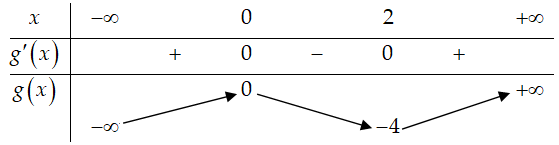 x −∞ 0 2 +∞
g′(x) + 0 − 0 +
g(x) 0 +∞
−∞ −4